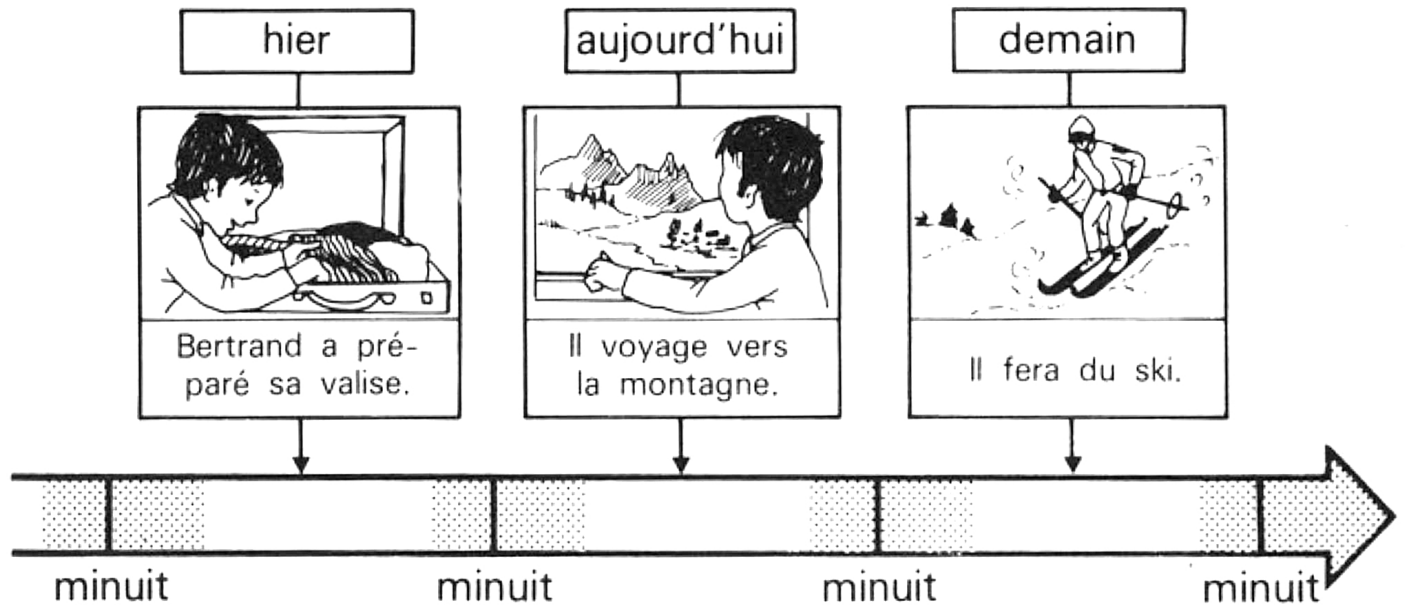 hier
aujourd'hui
demain
Bertrand a pré-
paré sa valise.
Il voyage vers
la montagne.
Il fera du ski.
minuit
minuit
minuit
minuit